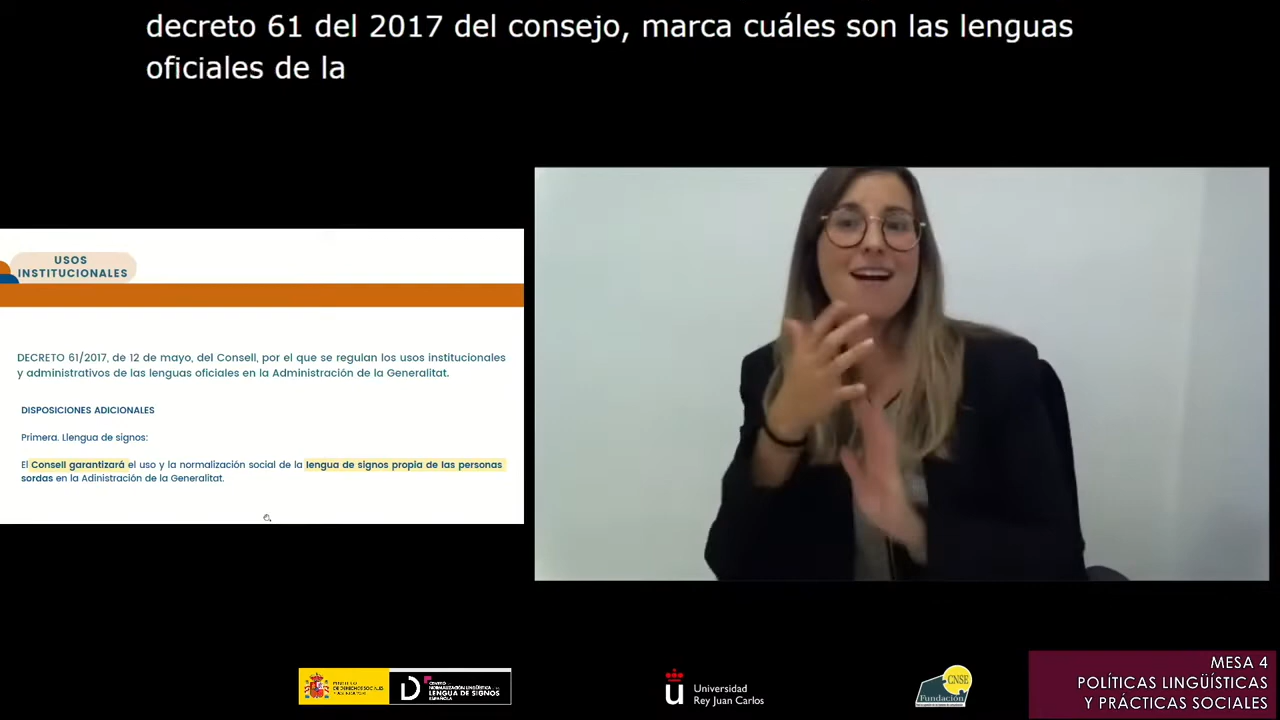 decreto 61 del 2017 del consejo, marca cuáles son las lenguas
oficiales de la
USOS
INSTITUCIONALES
DECRETO 61/2017, de 12 de mayo, del Consell, por el que se regulan los usos institucionales
y administrativos de las lenguas oficiales en la Administración de la Generalitat.
DISPOSICIONES ADICIONALES
Primera. Llengua de signos:
El Consell garantizará el uso y la normalización social de la lengua de signos propia de las personas
sordas en la Adinistración de la Generalitat.
LENGUA DE SIGNOS
ESPAÑOLA
Universidad
Rey Juan Carlos
CNSE
Fundación
MESA 4
POLÍTICAS LINGÜÍSTICAS
Y PRÁCTICAS SOCIALES